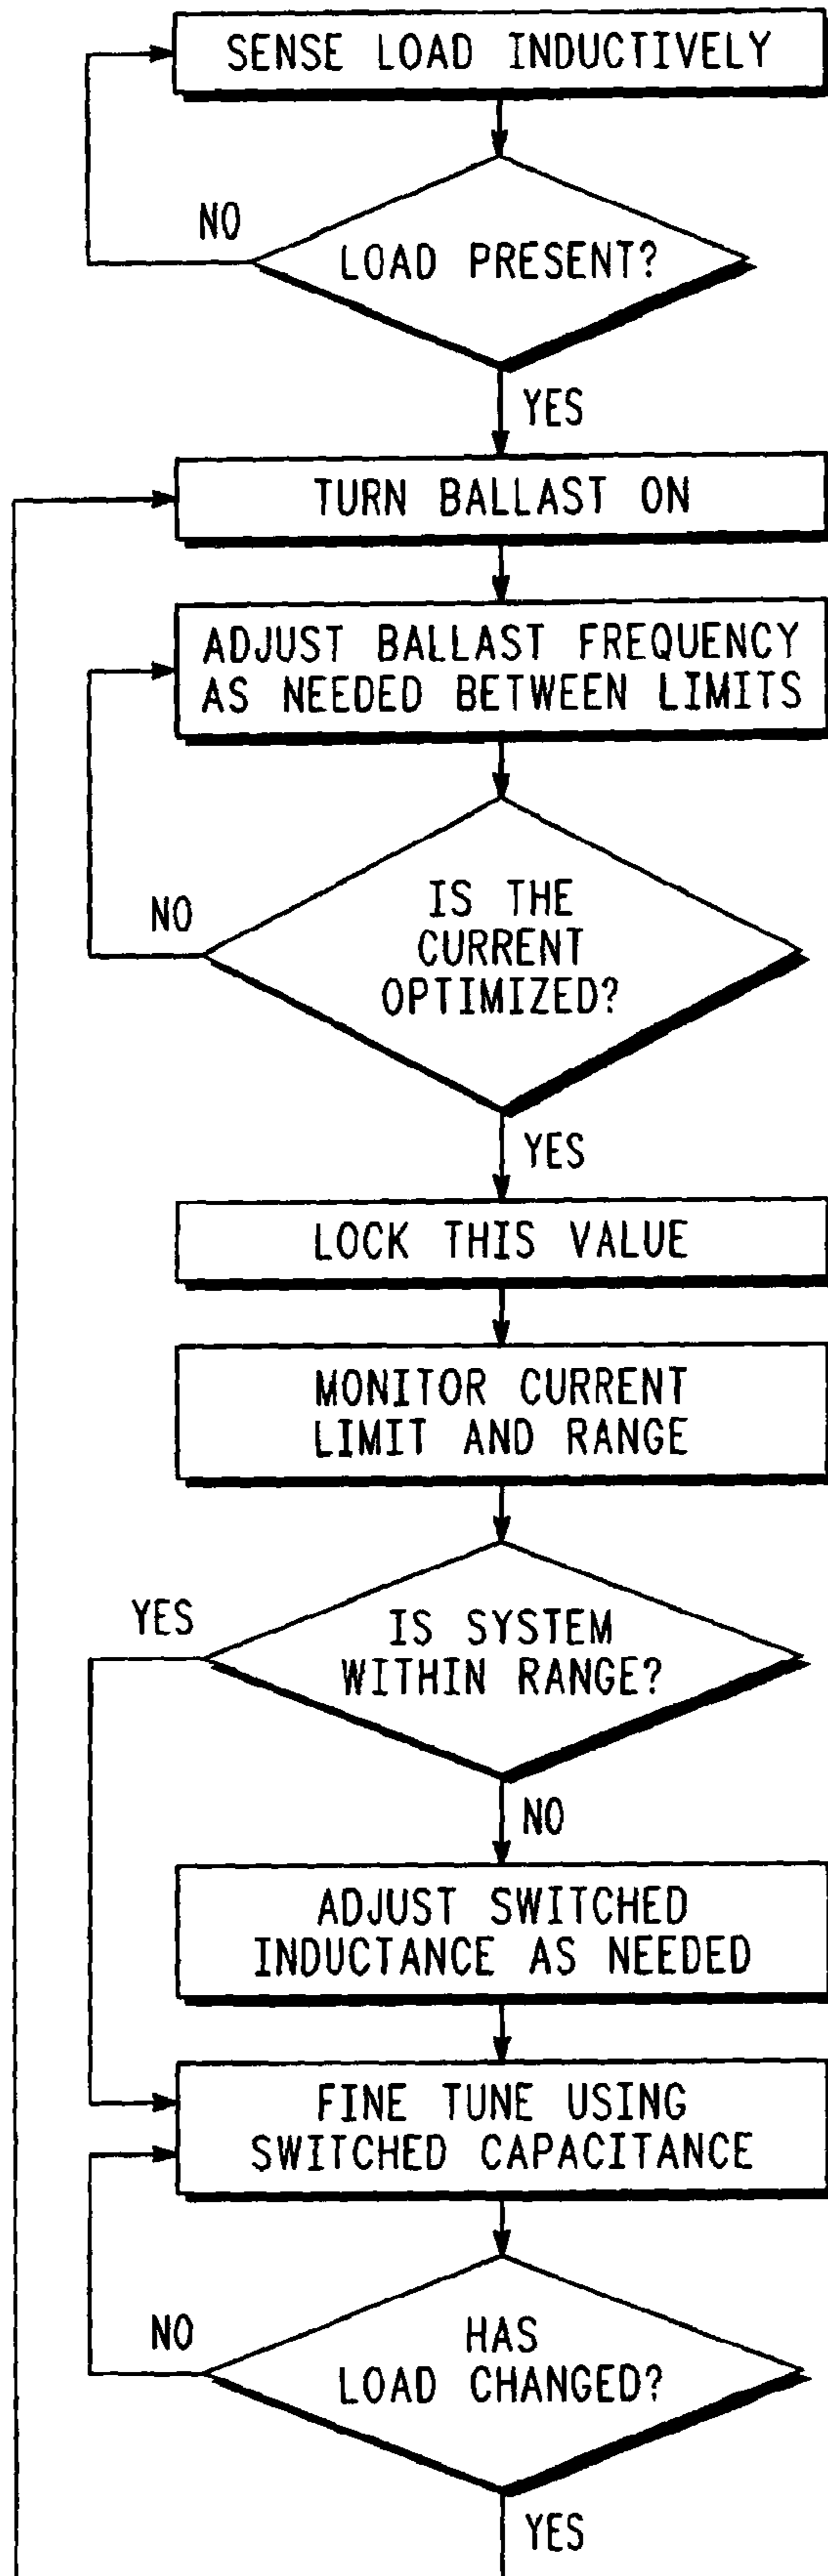 SENSE LOAD INDUCTIVELY
NO
LOAD PRESENT?
YES
TURN BALLAST ON
ADJUST BALLAST FREQUENCY
AS NEEDED BETWEEN LIMITS
NO
IS THE
CURRENT
OPTIMIZED?
YES
LOCK THIS VALUE
MONITOR CURRENT
LIMIT AND RANGE
YES
IS SYSTEM
WITHIN RANGE?
NO
ADJUST SWITCHED
INDUCTANCE AS NEEDED
FINE TUNE USING
SWITCHED CAPACITANCE
NO
HAS
LOAD CHANGED?
YES